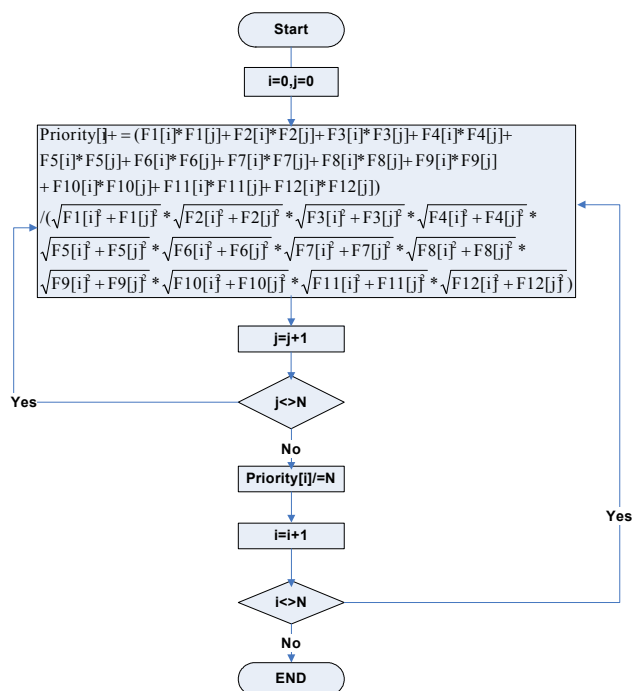 Start
i=0,j=0
Priority[i]+ = (F1[i]*F1[j]+F2[i]*F2[j]+F3[i]*F3[j]+F4[i]*F4[j]+
F5[i]*F5[j]+F6[i]*F6[j]+F7[i]*F7[j]+F8[i]*F8[j]+F9[i]*F9[j]
+F10[i]*F10[j]+F11[i]*F11[j]+F12[i]*F12[j])
/(√F1[i]²+F1[j]² *√F2[i]²+F2[j]² *√F3[i]²+F3[j]² *√F4[i]²+F4[j]² *
√F5[i]²+F5[j]² *√F6[i]²+F6[j]² *√F7[i]²+F7[j]² *√F8[i]²+F8[j]² *
√F9[i]²+F9[j]² *√F10[i]²+F10[j]² *√F11[i]²+F11[j]² *√F12[i]²+F12[j]² )
j=j+1
Yes
j<>N
No
Priority[i]/=N
Yes
i=i+1
i<>N
No
END